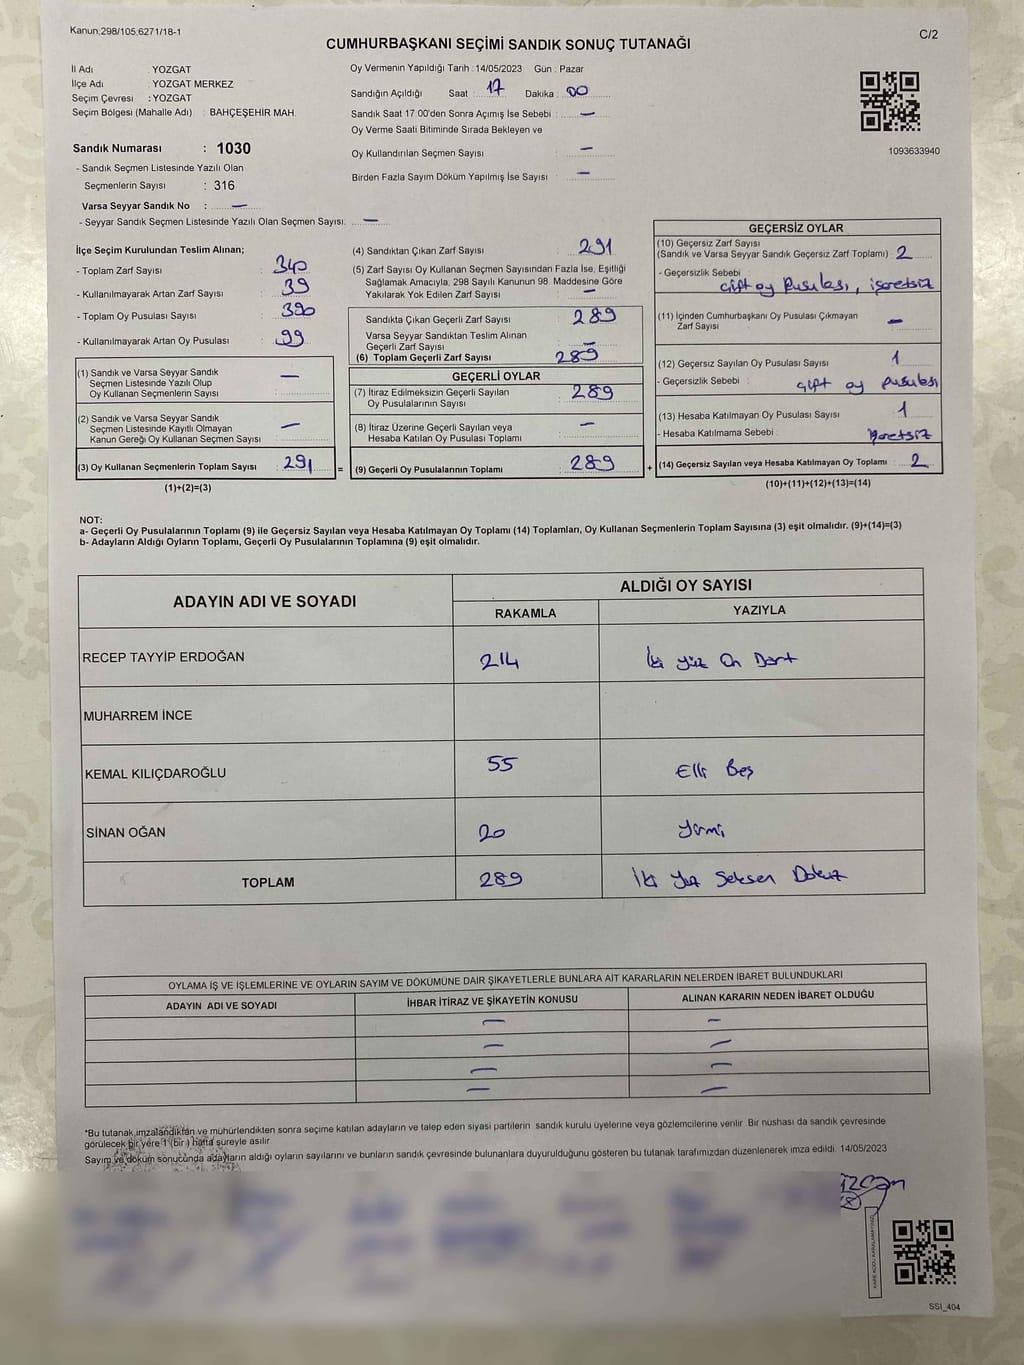 Kanun;298/105;6271/18-1
C/2
CUMHURBAŞKANI SEÇİMİ SANDIK SONUÇ TUTANAĞI
İl Adı YOZGAT
İlçe Adı YOZGAT MERKEZ
Seçim Çevresi : YOZGAT
Seçim Bölgesi (Mahalle Adı) : BAHÇEŞEHİR MAH.
Sandık Numarası : 1030
- Sandık Seçmen Listesinde Yazılı Olan
Seçmenlerin Sayısı : 316
Varsa Seyyar Sandık No : —
- Seyyar Sandık Seçmen Listesinde Yazılı Olan Seçmen Sayısı: —
Oy Vermenin Yapıldığı Tarih : 14/05/2023 Gün : Pazar
Sandığın Açıldığı Saat : 17 Dakika : 00
Sandık Saat 17:00'den Sonra Açımış İse Sebebi : —
Oy Verme Saati Bitiminde Sırada Bekleyen ve
Oy Kullandırılan Seçmen Sayısı : —
Birden Fazla Sayım Döküm Yapılmış İse Sayısı : —
1093633940
İlçe Seçim Kurulundan Teslim Alınan;
- Toplam Zarf Sayısı : 340
- Kullanılmayarak Artan Zarf Sayısı : 39
- Toplam Oy Pusulası Sayısı : 390
- Kullanılmayarak Artan Oy Pusulası : 99
(1) Sandık ve Varsa Seyyar Sandık
Seçmen Listesinde Yazılı Olup
Oy Kullanan Seçmenlerin Sayısı : —
(2) Sandık ve Varsa Seyyar Sandık
Seçmen Listesinde Kayıtlı Olmayan
Kanun Gereği Oy Kullanan Seçmen Sayısı : —
(3) Oy Kullanan Seçmenlerin Toplam Sayısı : 291
(1)+(2)=(3)
=
(4) Sandıktan Çıkan Zarf Sayısı : 291
(5) Zarf Sayısı Oy Kullanan Seçmen Sayısından Fazla İse, Eşitliği
Sağlamak Amacıyla, 298 Sayılı Kanunun 98. Maddesine Göre
Yakılarak Yok Edilen Zarf Sayısı : —
Sandıkta Çıkan Geçerli Zarf Sayısı : 289
Varsa Seyyar Sandıktan Teslim Alınan
Geçerli Zarf Sayısı : —
(6) Toplam Geçerli Zarf Sayısı : 289
GEÇERLİ OYLAR
(7) İtiraz Edilmeksizin Geçerli Sayılan
Oy Pusulalarının Sayısı : 289
(8) İtiraz Üzerine Geçerli Sayılan veya
Hesaba Katılan Oy Pusulası Toplamı : —
(9) Geçerli Oy Pusulalarının Toplamı : 289
+
GEÇERSİZ OYLAR
(10) Geçersiz Zarf Sayısı
(Sandık ve Varsa Seyyar Sandık Geçersiz Zarf Toplamı) : 2
- Geçersizlik Sebebi :
çift oy Pusulası, işaretsiz
(11) İçinden Cumhurbaşkanı Oy Pusulası Çıkmayan
Zarf Sayısı : —
(12) Geçersiz Sayılan Oy Pusulası Sayısı : 1
- Geçersizlik Sebebi : çift oy pusulası
(13) Hesaba Katılmayan Oy Pusulası Sayısı : 1
- Hesaba Katılmama Sebebi : işaretsiz
(14) Geçersiz Sayılan veya Hesaba Katılmayan Oy Toplamı : 2
(10)+(11)+(12)+(13)=(14)
NOT:
a- Geçerli Oy Pusulalarının Toplamı (9) ile Geçersiz Sayılan veya Hesaba Katılmayan Oy Toplamı (14) Toplamları, Oy Kullanan Seçmenlerin Toplam Sayısına (3) eşit olmalıdır. (9)+(14)=(3)
b- Adayların Aldığı Oyların Toplamı, Geçerli Oy Pusulalarının Toplamına (9) eşit olmalıdır.
ADAYIN ADI VE SOYADI
ALDIĞI OY SAYISI
RAKAMLA YAZIYLA
RECEP TAYYİP ERDOĞAN 214 İki yüz On Dört
MUHARREM İNCE
KEMAL KILIÇDAROĞLU 55 Elli Beş
SİNAN OĞAN 20 yirmi
TOPLAM 289 İki yüz Seksen Dokuz
OYLAMA İŞ VE İŞLEMLERİNE VE OYLARIN SAYIM VE DÖKÜMÜNE DAİR ŞİKAYETLERLE BUNLARA AİT KARARLARIN NELERDEN İBARET BULUNDUKLARI
ADAYIN ADI VE SOYADI İHBAR İTİRAZ VE ŞİKAYETİN KONUSU ALINAN KARARIN NEDEN İBARET OLDUĞU
— —
— —
— —
— —
*Bu tutanak,imzalandıktan ve mühürlendikten sonra seçime katılan adayların ve talep eden siyasi partilerin sandık kurulu üyelerine veya gözlemcilerine verilir. Bir nüshası da sandık çevresinde
görülecek bir yere 1 (bir ) hafta süreyle asılır.
Sayım ve döküm sonucunda adayların aldığı oyların sayılarını ve bunların sandık çevresinde bulunanlara duyurulduğunu gösteren bu tutanak tarafımızdan düzenlenerek imza edildi. 14/05/2023
SSI_404